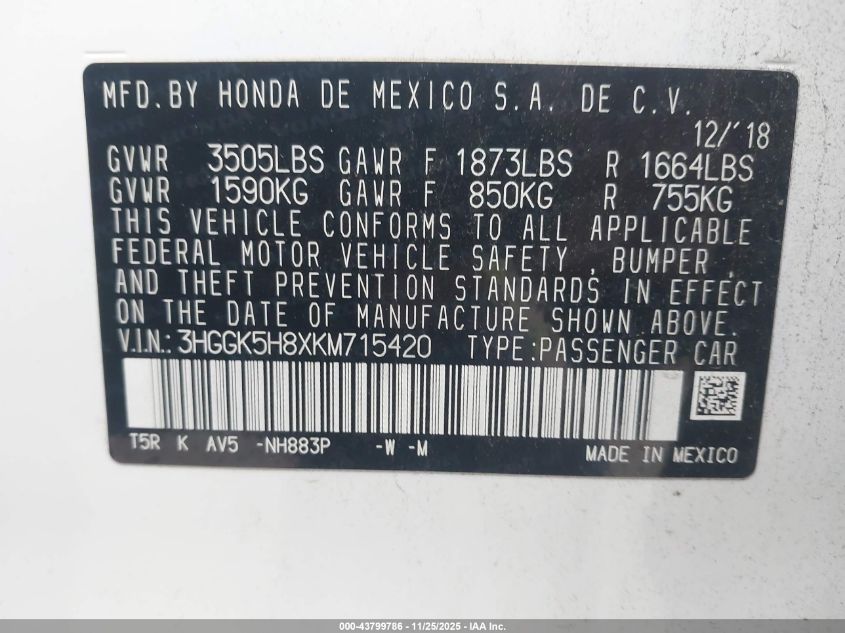 MFD.BY HONDA DE MEXICO S.A. DE C.V.
12/'18
GVWR 3505LBS GAWR F 1873LBS R 1664LBS
GVWR 1590KG GAWR F 850KG R 755KG
THIS VEHICLE CONFORMS TO ALL APPLICABLE
FEDERAL MOTOR VEHICLE SAFETY , BUMPER ,
AND THEFT PREVENTION STANDARDS IN EFFECT
ON THE DATE OF MANUFACTURE SHOWN ABOVE.
V.I.N.: 3HGGK5H8XKM715420 TYPE:PASSENGER CAR
T5R K AV5 -NH883P -W -M
MADE IN MEXICO
000-43799786 - 11/25/2025 - IAA Inc.